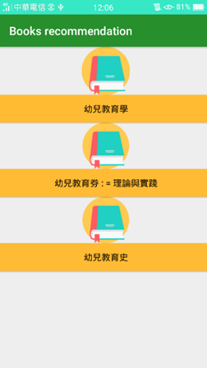 中華電信 12:06 81%
Books recommendation
幼兒教育學
幼兒教育券 : = 理論與實踐
幼兒教育史